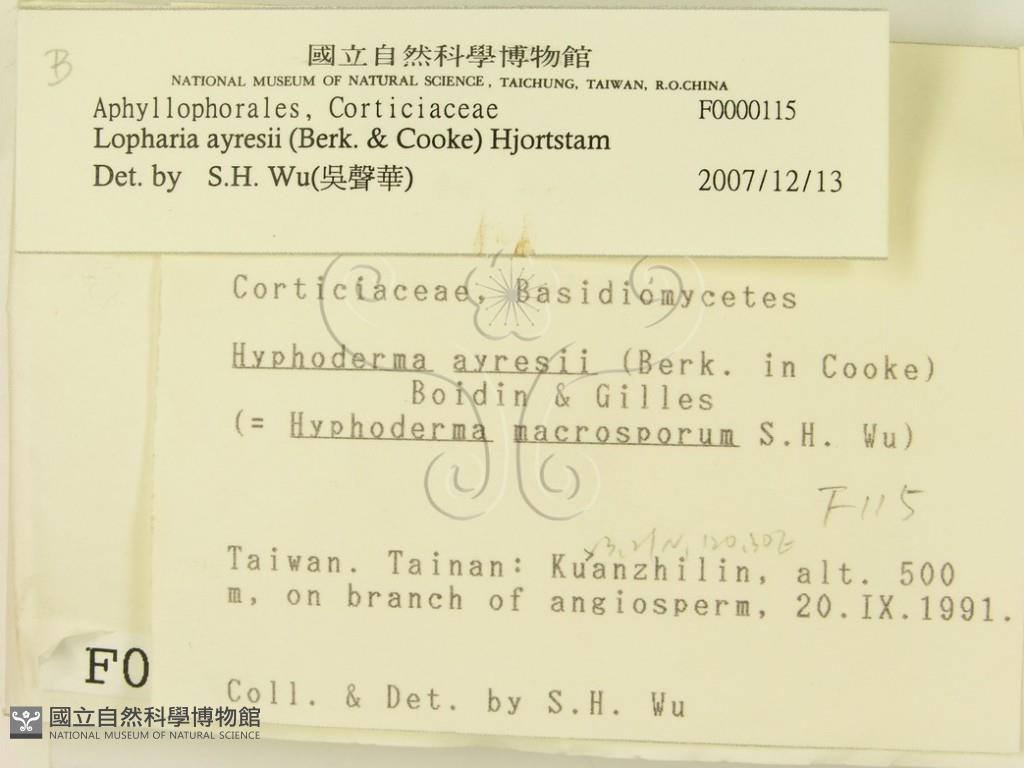 B
國立自然科學博物館
NATIONAL MUSEUM OF NATURAL SCIENCE, TAICHUNG, TAIWAN, R.O.CHINA
Aphyllophorales, Corticiaceae F0000115
Lopharia ayresii (Berk. & Cooke) Hjortstam
Det. by S.H. Wu(吳聲華) 2007/12/13
Corticiaceae, Basidiomycetes
Hyphoderma ayresii (Berk. in Cooke)
Boidin & Gilles
(= Hyphoderma macrosporum S.H. Wu)
F115
120.30E
Taiwan. Tainan: Kuanzhilin, alt. 500
m, on branch of angiosperm, 20.IX.1991.
F0
Coll. & Det. by S.H. Wu
國立自然科學博物館
NATIONAL MUSEUM OF NATURAL SCIENCE